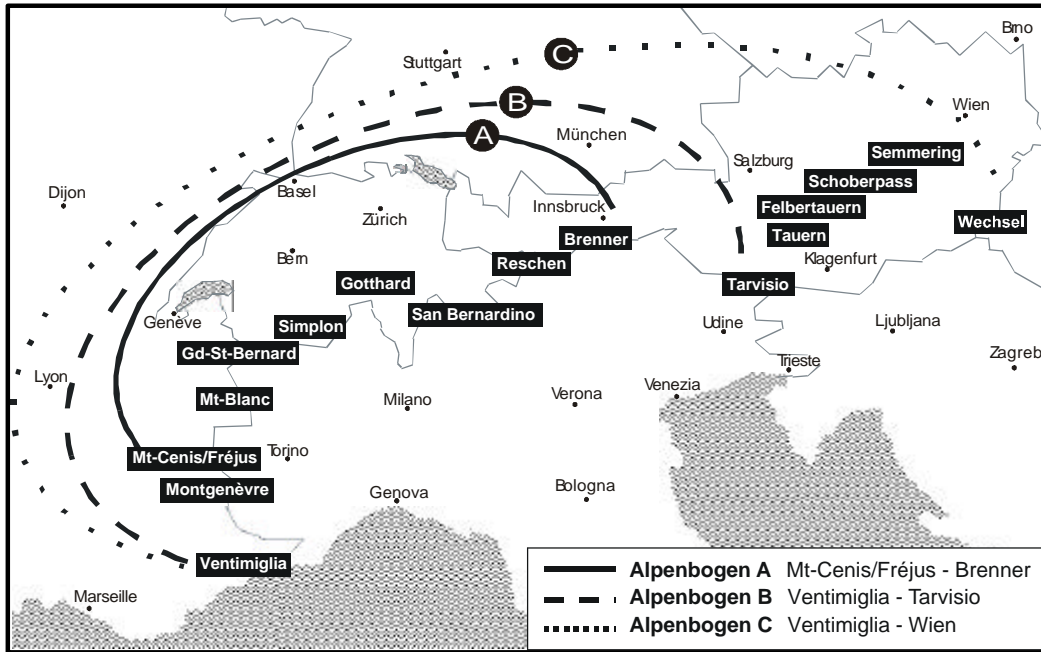 Brno
C
Stuttgart
B
Wien
A
München
Semmering
Salzburg
Schoberpass
Basel
Dijon
Felbertauern
Zürich
Innsbruck
Wechsel
Brenner
Tauern
Bern
Reschen
Klagenfurt
Gotthard
Tarvisio
San Bernardino
Genève
Simplon
Udine
Ljubljana
Gd-St-Bernard
Zagreb
Trieste
Lyon
Venezia
Mt-Blanc
Milano
Verona
Mt-Cenis/Fréjus
Torino
Montgenèvre
Genova
Bologna
Ventimiglia
Marseille
Alpenbogen A Mt-Cenis/Fréjus - Brenner
Alpenbogen B Ventimiglia - Tarvisio
Alpenbogen C Ventimiglia - Wien